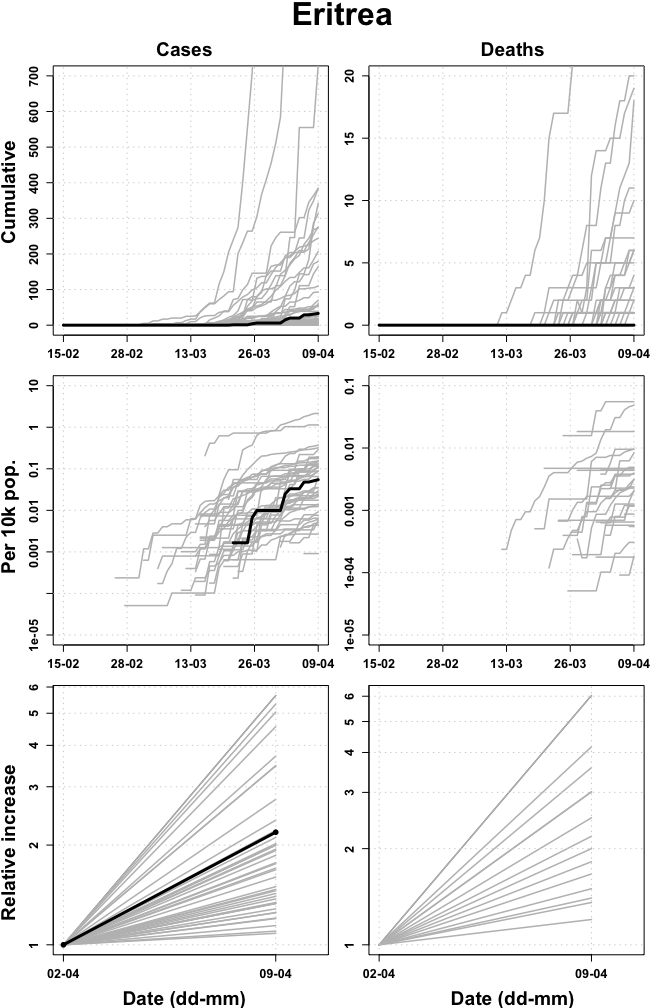 Eritrea
Cases
Deaths
Cumulative
700
600
500
400
300
200
100
0
15-02 28-02 13-03 26-03 09-04
20
15
10
5
0
15-02 28-02 13-03 26-03 09-04
Per 10k pop.
10
1
0.1
0.01
0.001
1e-05
15-02 28-02 13-03 26-03 09-04
0.1
0.01
0.001
1e-04
1e-05
15-02 28-02 13-03 26-03 09-04
Relative increase
6
5
4
3
2
1
02-04 09-04
Date (dd-mm)
6
5
4
3
2
1
02-04 09-04
Date (dd-mm)